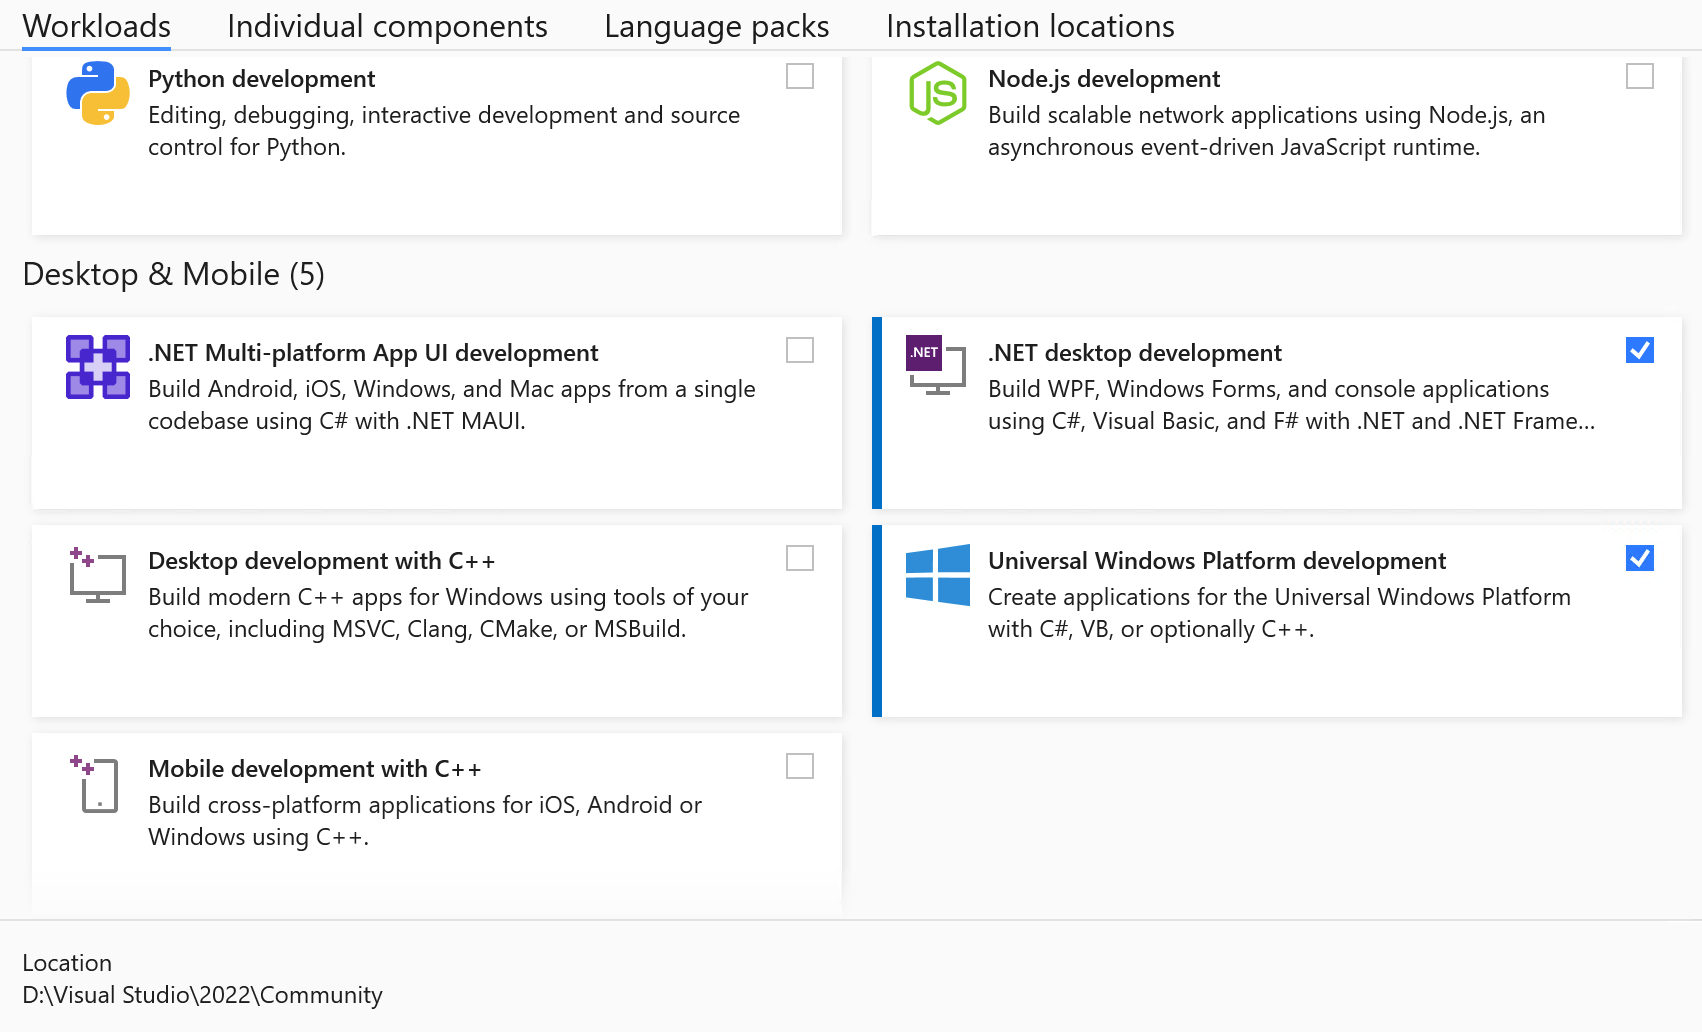 Workloads Individual components Language packs Installation locations
Python development
Editing, debugging, interactive development and source
control for Python.
Node.js development
Build scalable network applications using Node.js, an
asynchronous event-driven JavaScript runtime.
JS
Desktop & Mobile (5)
.NET Multi-platform App UI development
Build Android, iOS, Windows, and Mac apps from a single
codebase using C# with .NET MAUI.
.NET
.NET desktop development
Build WPF, Windows Forms, and console applications
using C#, Visual Basic, and F# with .NET and .NET Frame...
Desktop development with C++
Build modern C++ apps for Windows using tools of your
choice, including MSVC, Clang, CMake, or MSBuild.
Universal Windows Platform development
Create applications for the Universal Windows Platform
with C#, VB, or optionally C++.
Mobile development with C++
Build cross-platform applications for iOS, Android or
Windows using C++.
Location
D:\Visual Studio\2022\Community